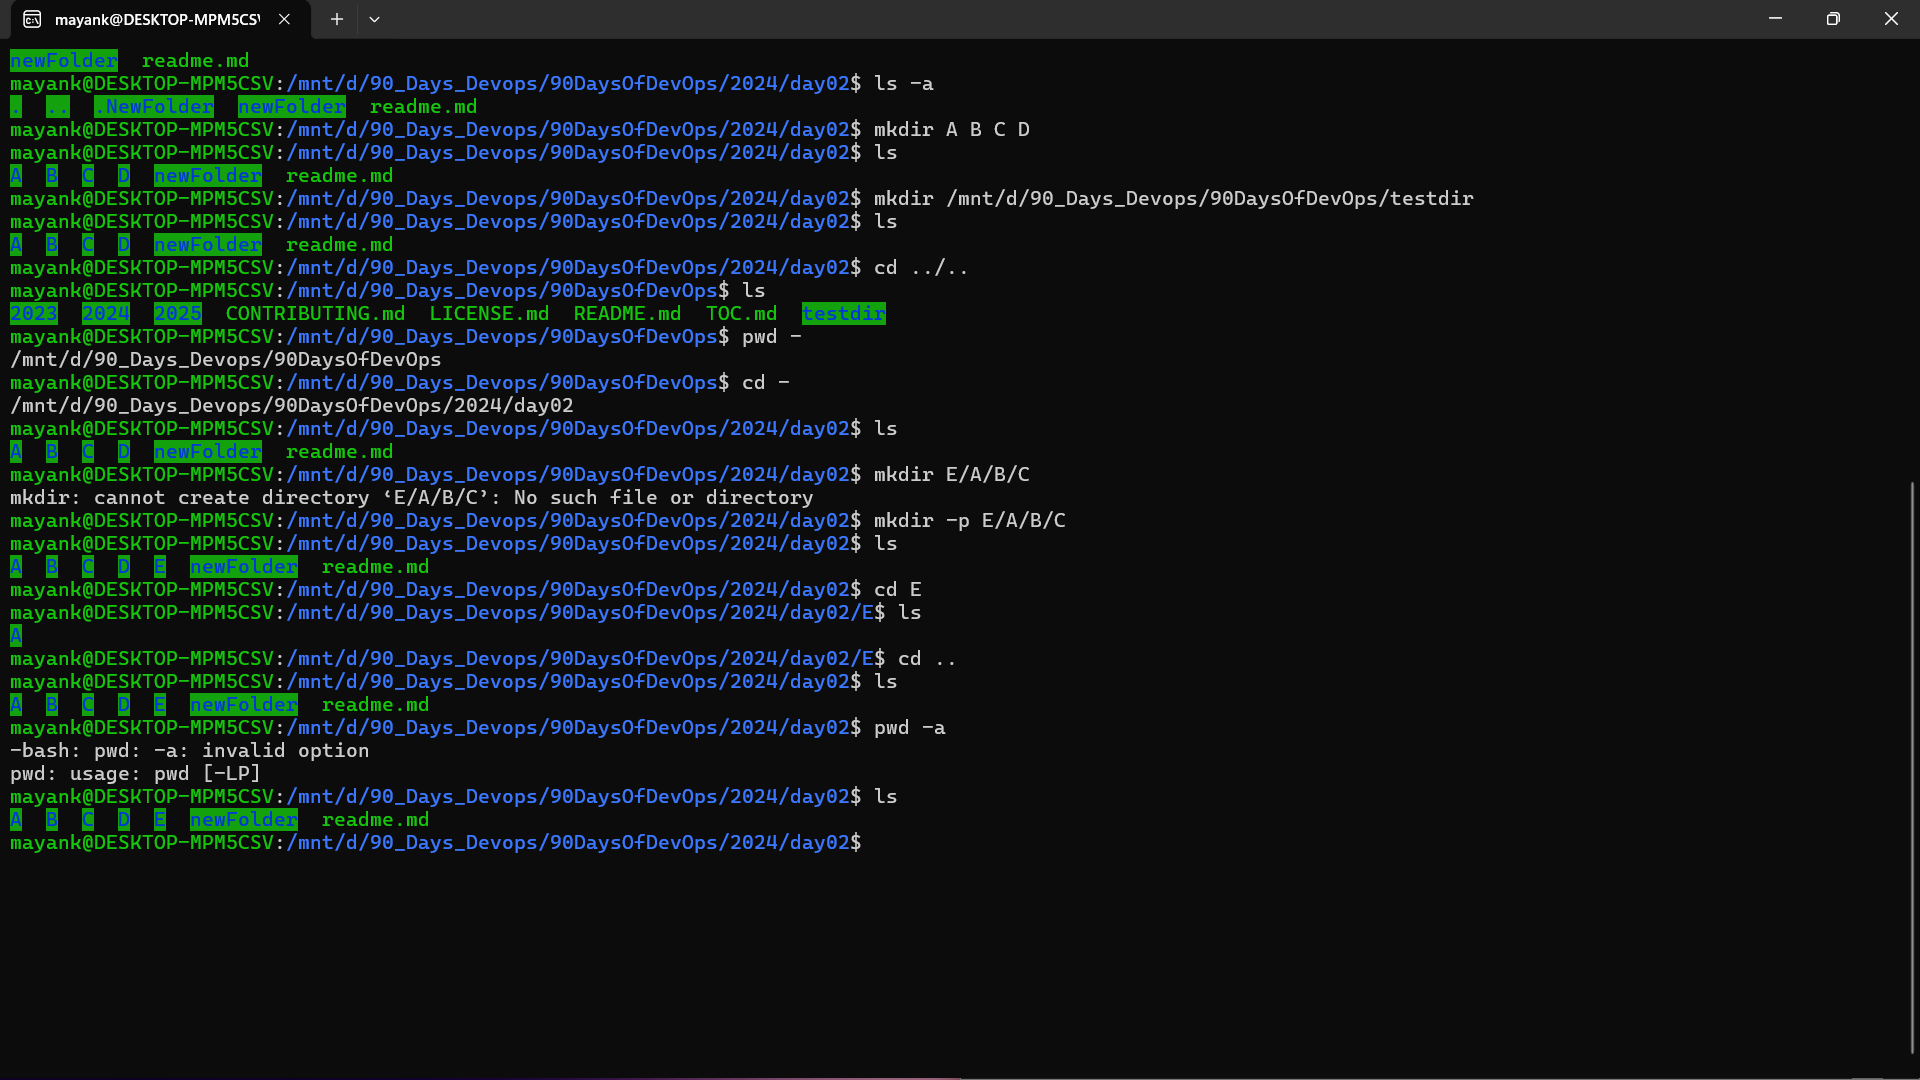 mayank@DESKTOP-MPM5CSV
newFolder  readme.md
mayank@DESKTOP-MPM5CSV:/mnt/d/90_Days_Devops/90DaysOfDevOps/2024/day02$ ls -a
.  ..  .NewFolder  newFolder  readme.md
mayank@DESKTOP-MPM5CSV:/mnt/d/90_Days_Devops/90DaysOfDevOps/2024/day02$ mkdir A B C D
mayank@DESKTOP-MPM5CSV:/mnt/d/90_Days_Devops/90DaysOfDevOps/2024/day02$ ls
A  B  C  D  newFolder  readme.md
mayank@DESKTOP-MPM5CSV:/mnt/d/90_Days_Devops/90DaysOfDevOps/2024/day02$ mkdir /mnt/d/90_Days_Devops/90DaysOfDevOps/testdir
mayank@DESKTOP-MPM5CSV:/mnt/d/90_Days_Devops/90DaysOfDevOps/2024/day02$ ls
A  B  C  D  newFolder  readme.md
mayank@DESKTOP-MPM5CSV:/mnt/d/90_Days_Devops/90DaysOfDevOps/2024/day02$ cd ../..
mayank@DESKTOP-MPM5CSV:/mnt/d/90_Days_Devops/90DaysOfDevOps$ ls
2023  2024  2025  CONTRIBUTING.md  LICENSE.md  README.md  TOC.md  testdir
mayank@DESKTOP-MPM5CSV:/mnt/d/90_Days_Devops/90DaysOfDevOps$ pwd -
/mnt/d/90_Days_Devops/90DaysOfDevOps
mayank@DESKTOP-MPM5CSV:/mnt/d/90_Days_Devops/90DaysOfDevOps$ cd -
/mnt/d/90_Days_Devops/90DaysOfDevOps/2024/day02
mayank@DESKTOP-MPM5CSV:/mnt/d/90_Days_Devops/90DaysOfDevOps/2024/day02$ ls
A  B  C  D  newFolder  readme.md
mayank@DESKTOP-MPM5CSV:/mnt/d/90_Days_Devops/90DaysOfDevOps/2024/day02$ mkdir E/A/B/C
mkdir: cannot create directory ‘E/A/B/C’: No such file or directory
mayank@DESKTOP-MPM5CSV:/mnt/d/90_Days_Devops/90DaysOfDevOps/2024/day02$ mkdir -p E/A/B/C
mayank@DESKTOP-MPM5CSV:/mnt/d/90_Days_Devops/90DaysOfDevOps/2024/day02$ ls
A  B  C  D  E  newFolder  readme.md
mayank@DESKTOP-MPM5CSV:/mnt/d/90_Days_Devops/90DaysOfDevOps/2024/day02$ cd E
mayank@DESKTOP-MPM5CSV:/mnt/d/90_Days_Devops/90DaysOfDevOps/2024/day02/E$ ls
A
mayank@DESKTOP-MPM5CSV:/mnt/d/90_Days_Devops/90DaysOfDevOps/2024/day02/E$ cd ..
mayank@DESKTOP-MPM5CSV:/mnt/d/90_Days_Devops/90DaysOfDevOps/2024/day02$ ls
A  B  C  D  E  newFolder  readme.md
mayank@DESKTOP-MPM5CSV:/mnt/d/90_Days_Devops/90DaysOfDevOps/2024/day02$ pwd -a
-bash: pwd: -a: invalid option
pwd: usage: pwd [-LP]
mayank@DESKTOP-MPM5CSV:/mnt/d/90_Days_Devops/90DaysOfDevOps/2024/day02$ ls
A  B  C  D  E  newFolder  readme.md
mayank@DESKTOP-MPM5CSV:/mnt/d/90_Days_Devops/90DaysOfDevOps/2024/day02$